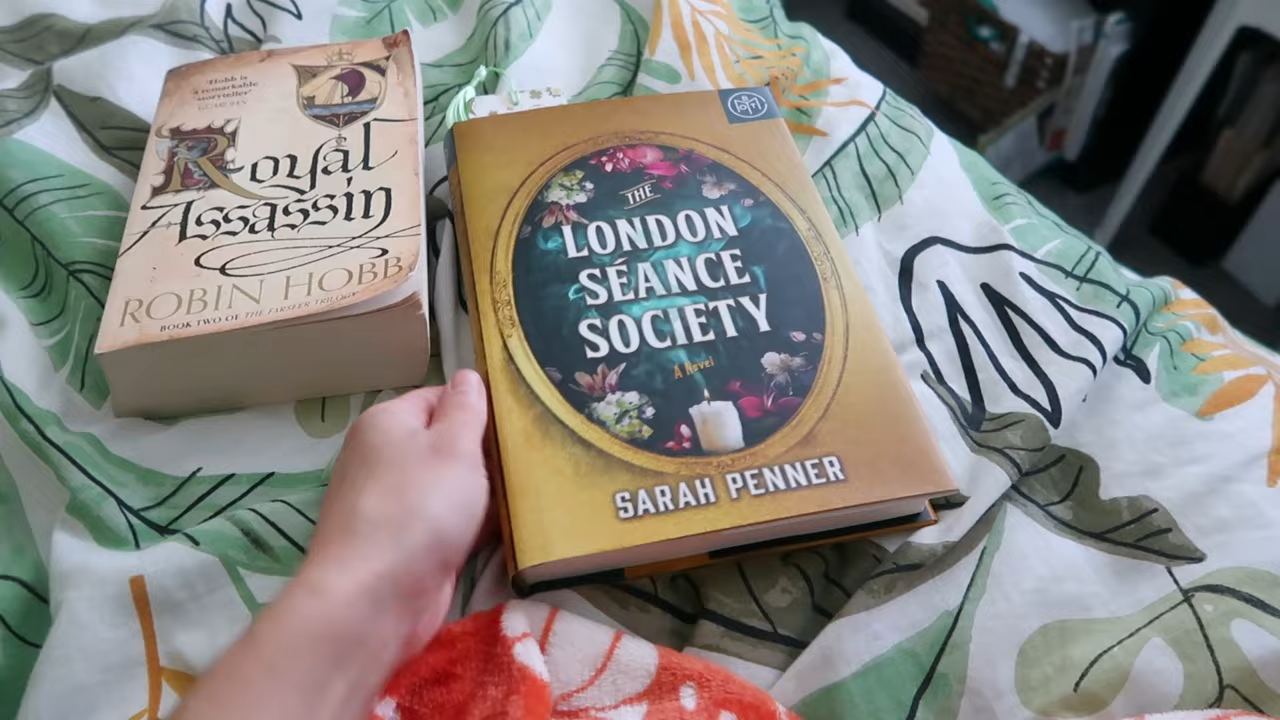 'Hobb is
a remarkable
storyteller'
GUARDIAN
Royal
Assassin
ROBIN HOBB
BOOK TWO OF THE FARSEER TRILOGY
THE
LONDON
SÉANCE
SOCIETY
A Novel
SARAH PENNER